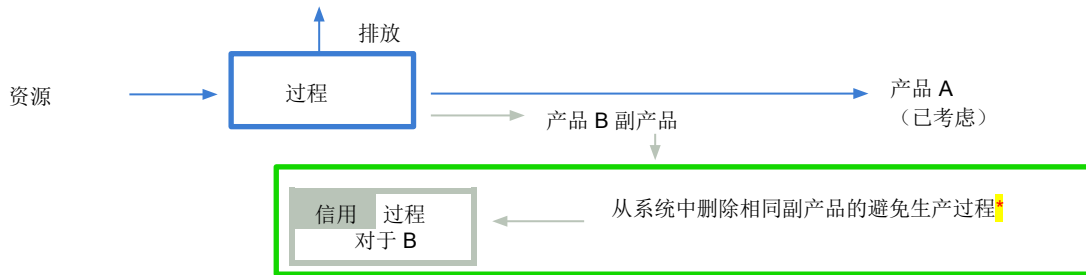 排放
资源
过程
产品 A
（已考虑）
产品 B 副产品
信用 过程
对于 B
从系统中删除相同副产品的避免生产过程*